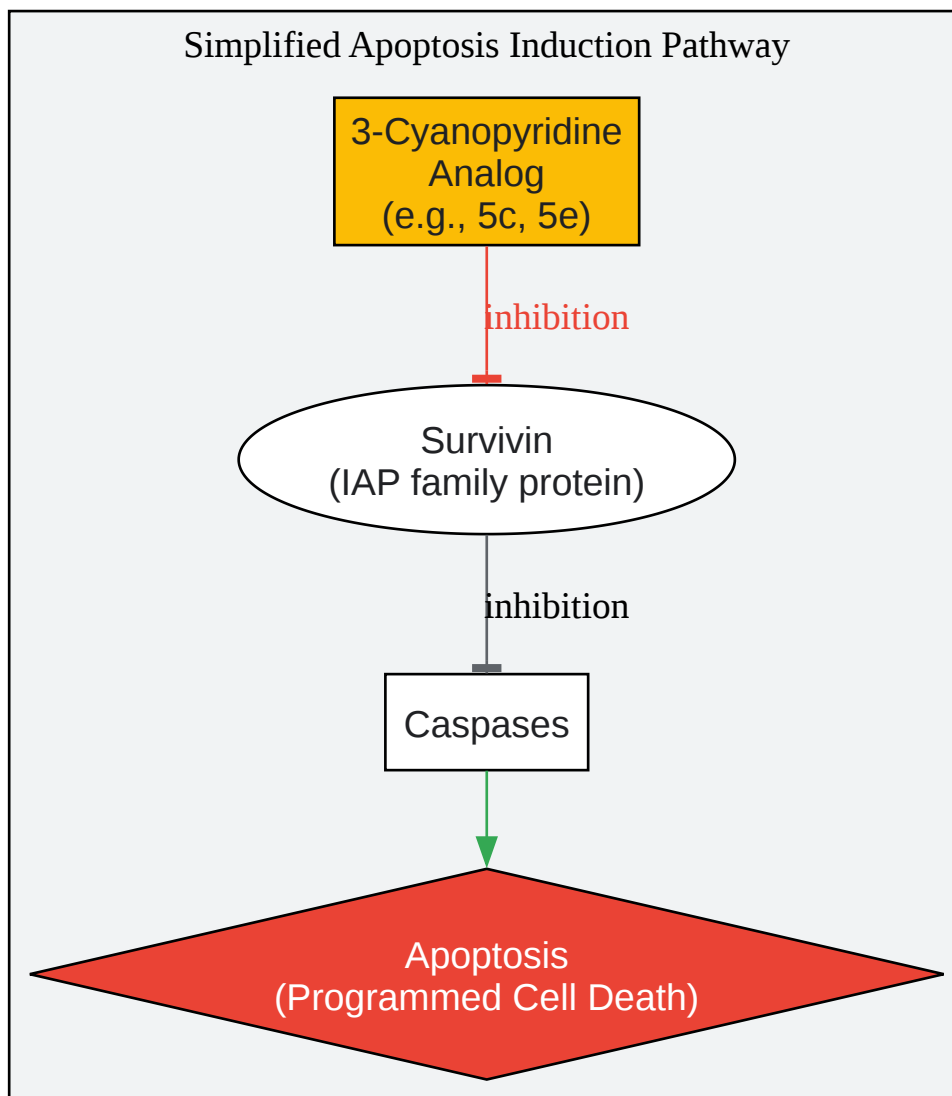 Simplified Apoptosis Induction Pathway
3-Cyanopyridine
Analog
(e.g., 5c, 5e)
inhibition
Survivin
(IAP family protein)
inhibition
Caspases
Apoptosis
(Programmed Cell Death)